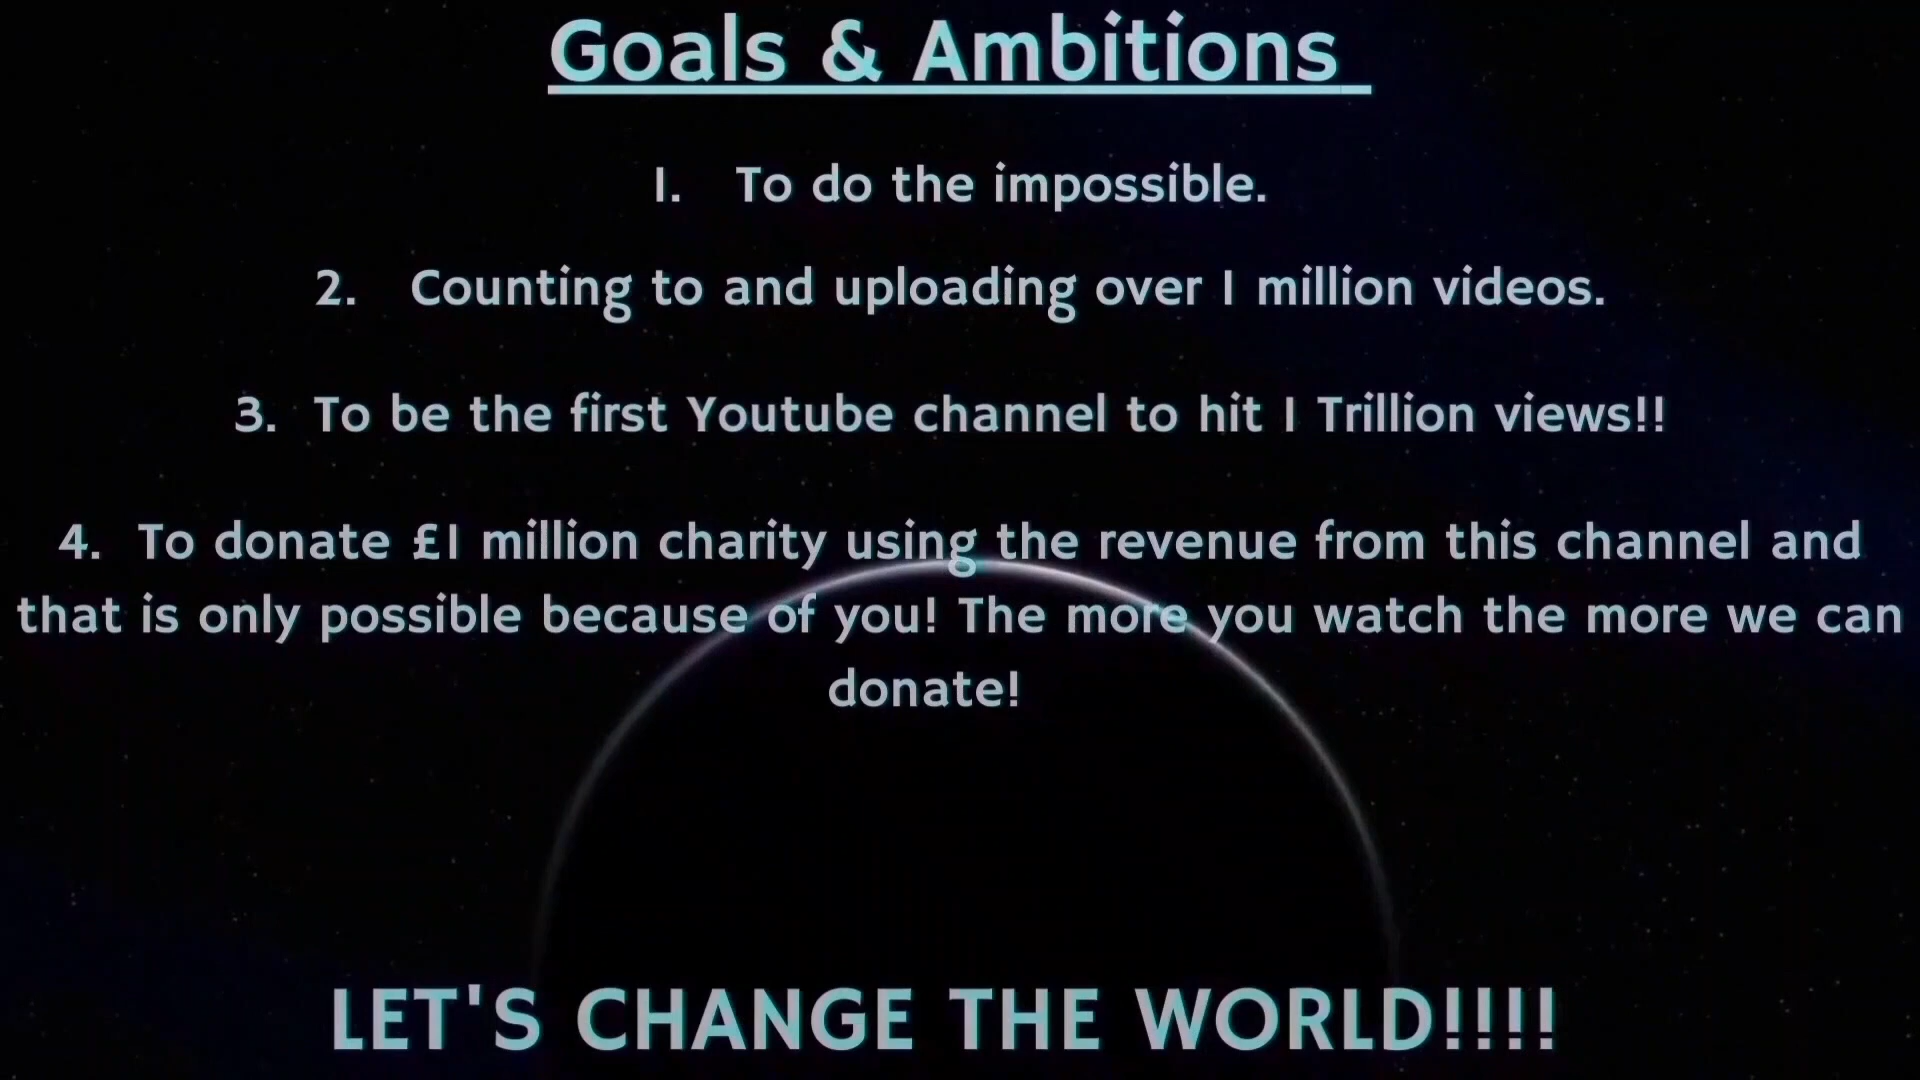 Goals & Ambitions
1. To do the impossible.
2. Counting to and uploading over 1 million videos.
3. To be the first Youtube channel to hit 1 Trillion views!!
4. To donate £1 million charity using the revenue from this channel and
that is only possible because of you! The more you watch the more we can
donate!
LET'S CHANGE THE WORLD!!!!